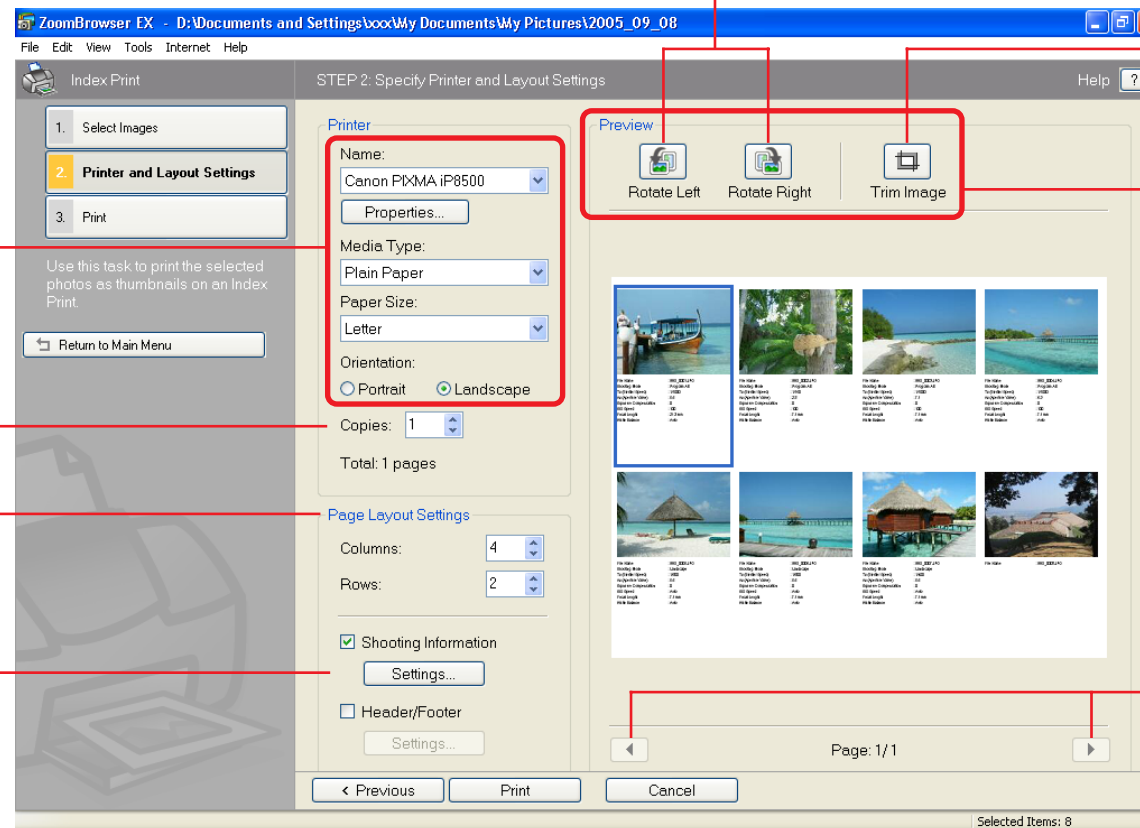 ZoomBrowser EX - D:\Documents and Settings\xxx\My Documents\My Pictures\2005_09_08
File Edit View Tools Internet Help
Index Print
STEP 2: Specify Printer and Layout Settings
Help ?
1. Select Images
2. Printer and Layout Settings
3. Print
Use this task to print the selected
photos as thumbnails on an Index
Print.
Return to Main Menu
Printer
Name:
Canon PIXMA iP8500
Properties...
Media Type:
Plain Paper
Paper Size:
Letter
Orientation:
Portrait Landscape
Copies: 1
Total: 1 pages
Page Layout Settings
Columns: 4
Rows: 2
Shooting Information
Settings...
Header/Footer
Settings...
Preview
Rotate Left Rotate Right Trim Image
Page: 1/1
< Previous Print Cancel
Selected Items: 8